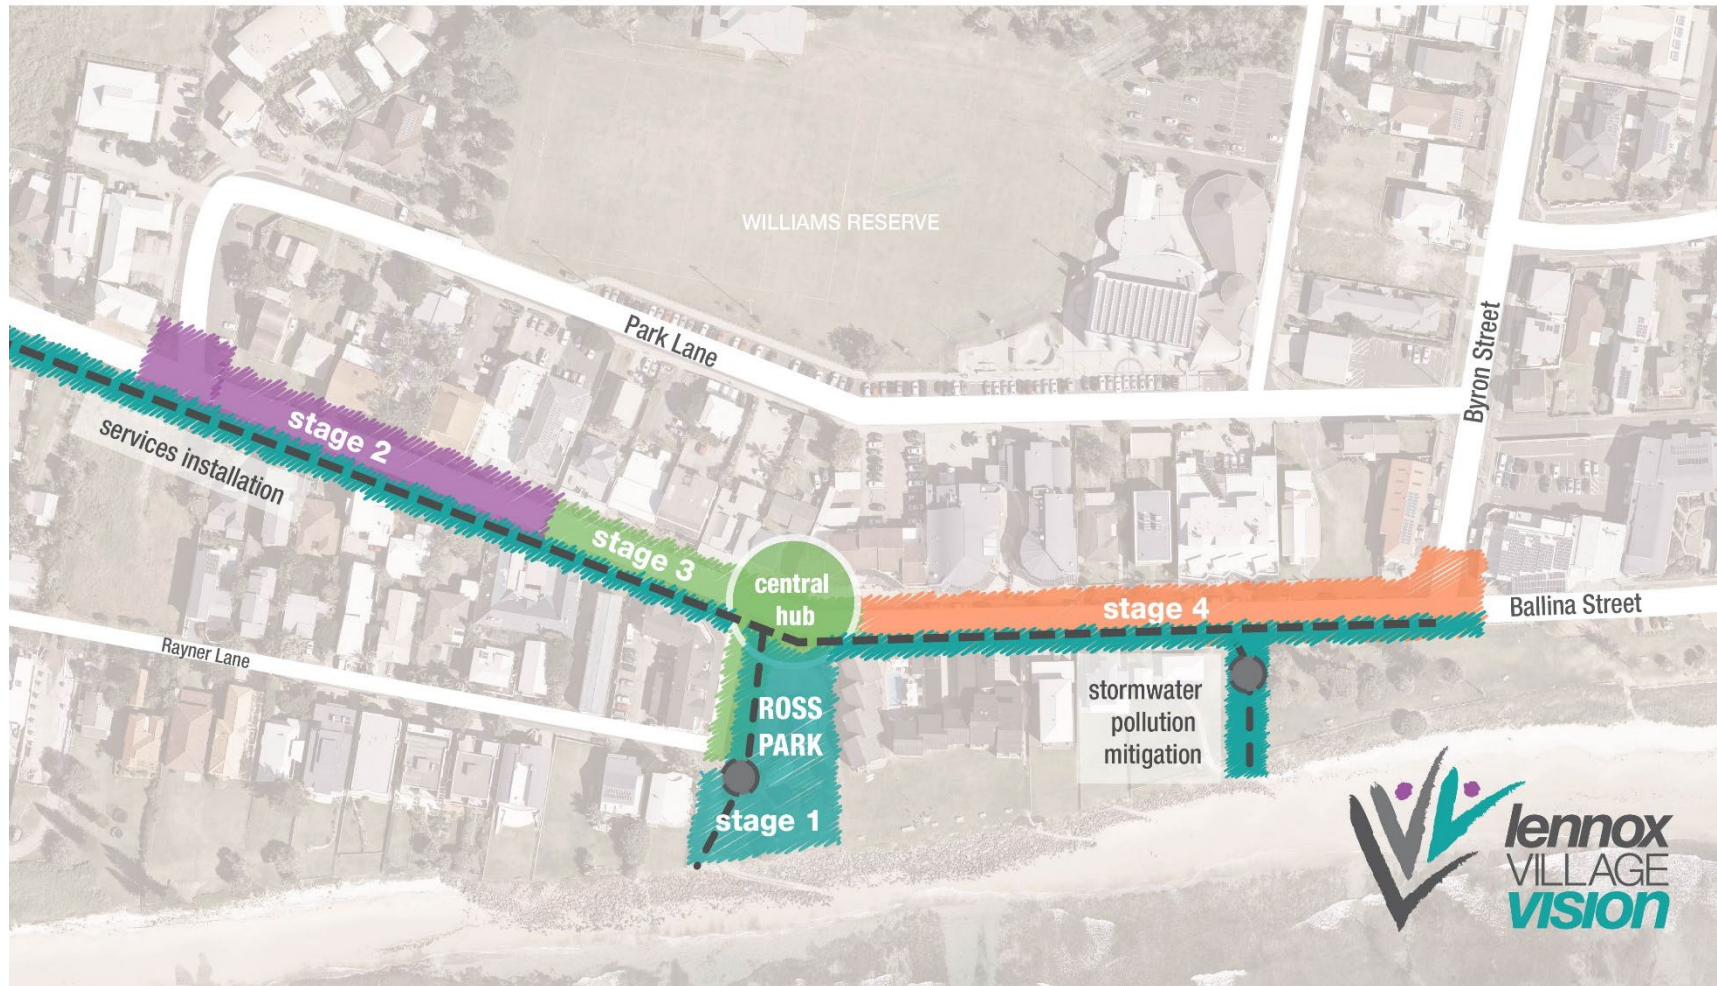 WILLIAMS RESERVE
Park Lane
Byron Street
stage 2
services installation
stage 3
central
hub
stage 4
Ballina Street
Rayner Lane
ROSS
PARK
stage 1
stormwater
pollution
mitigation
lennox
VILLAGE
vision